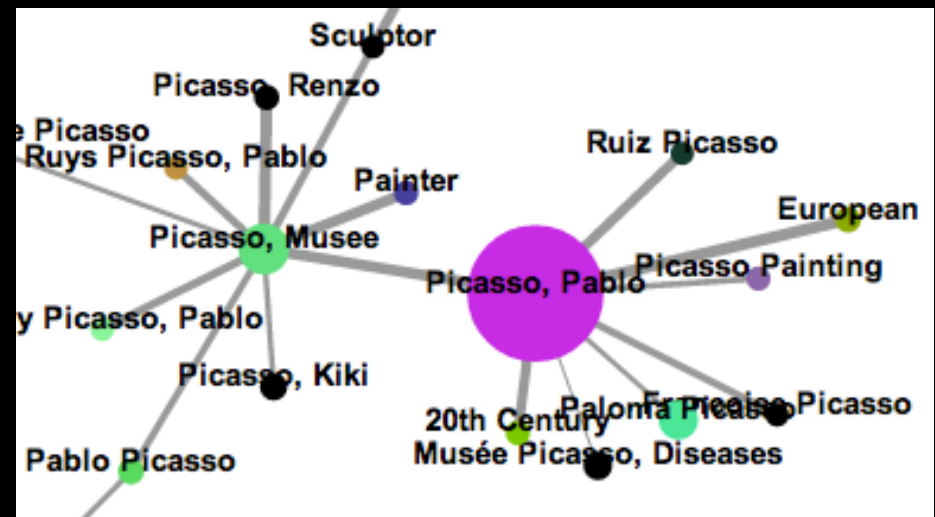 Sculptor
Picasso, Renzo
e Picasso
Ruys Picasso, Pablo
Ruiz Picasso
Painter
European
Picasso, Musee
Picasso Painting
Picasso, Pablo
y Picasso, Pablo
Picasso, Kiki
Françoise Picasso
Paloma Picasso
20th Century
Musée Picasso, Diseases
Pablo Picasso